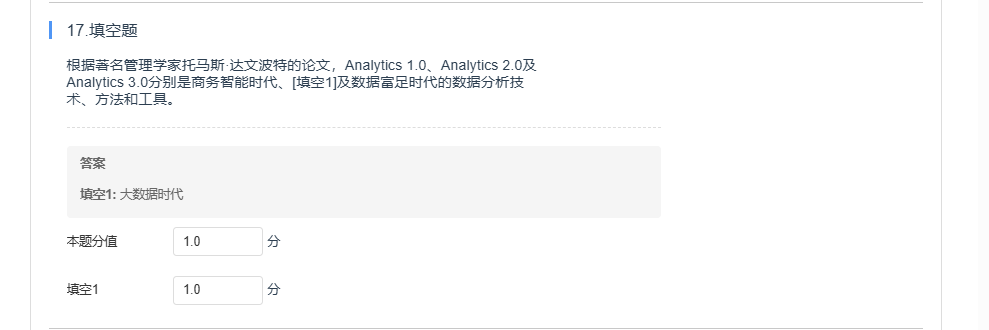 17.填空题
根据著名管理学家托马斯·达文波特的论文，Analytics 1.0、Analytics 2.0及
Analytics 3.0分别是商务智能时代、[填空1]及数据富足时代的数据分析技
术、方法和工具。
答案
填空1: 大数据时代
本题分值 1.0 分
填空1 1.0 分